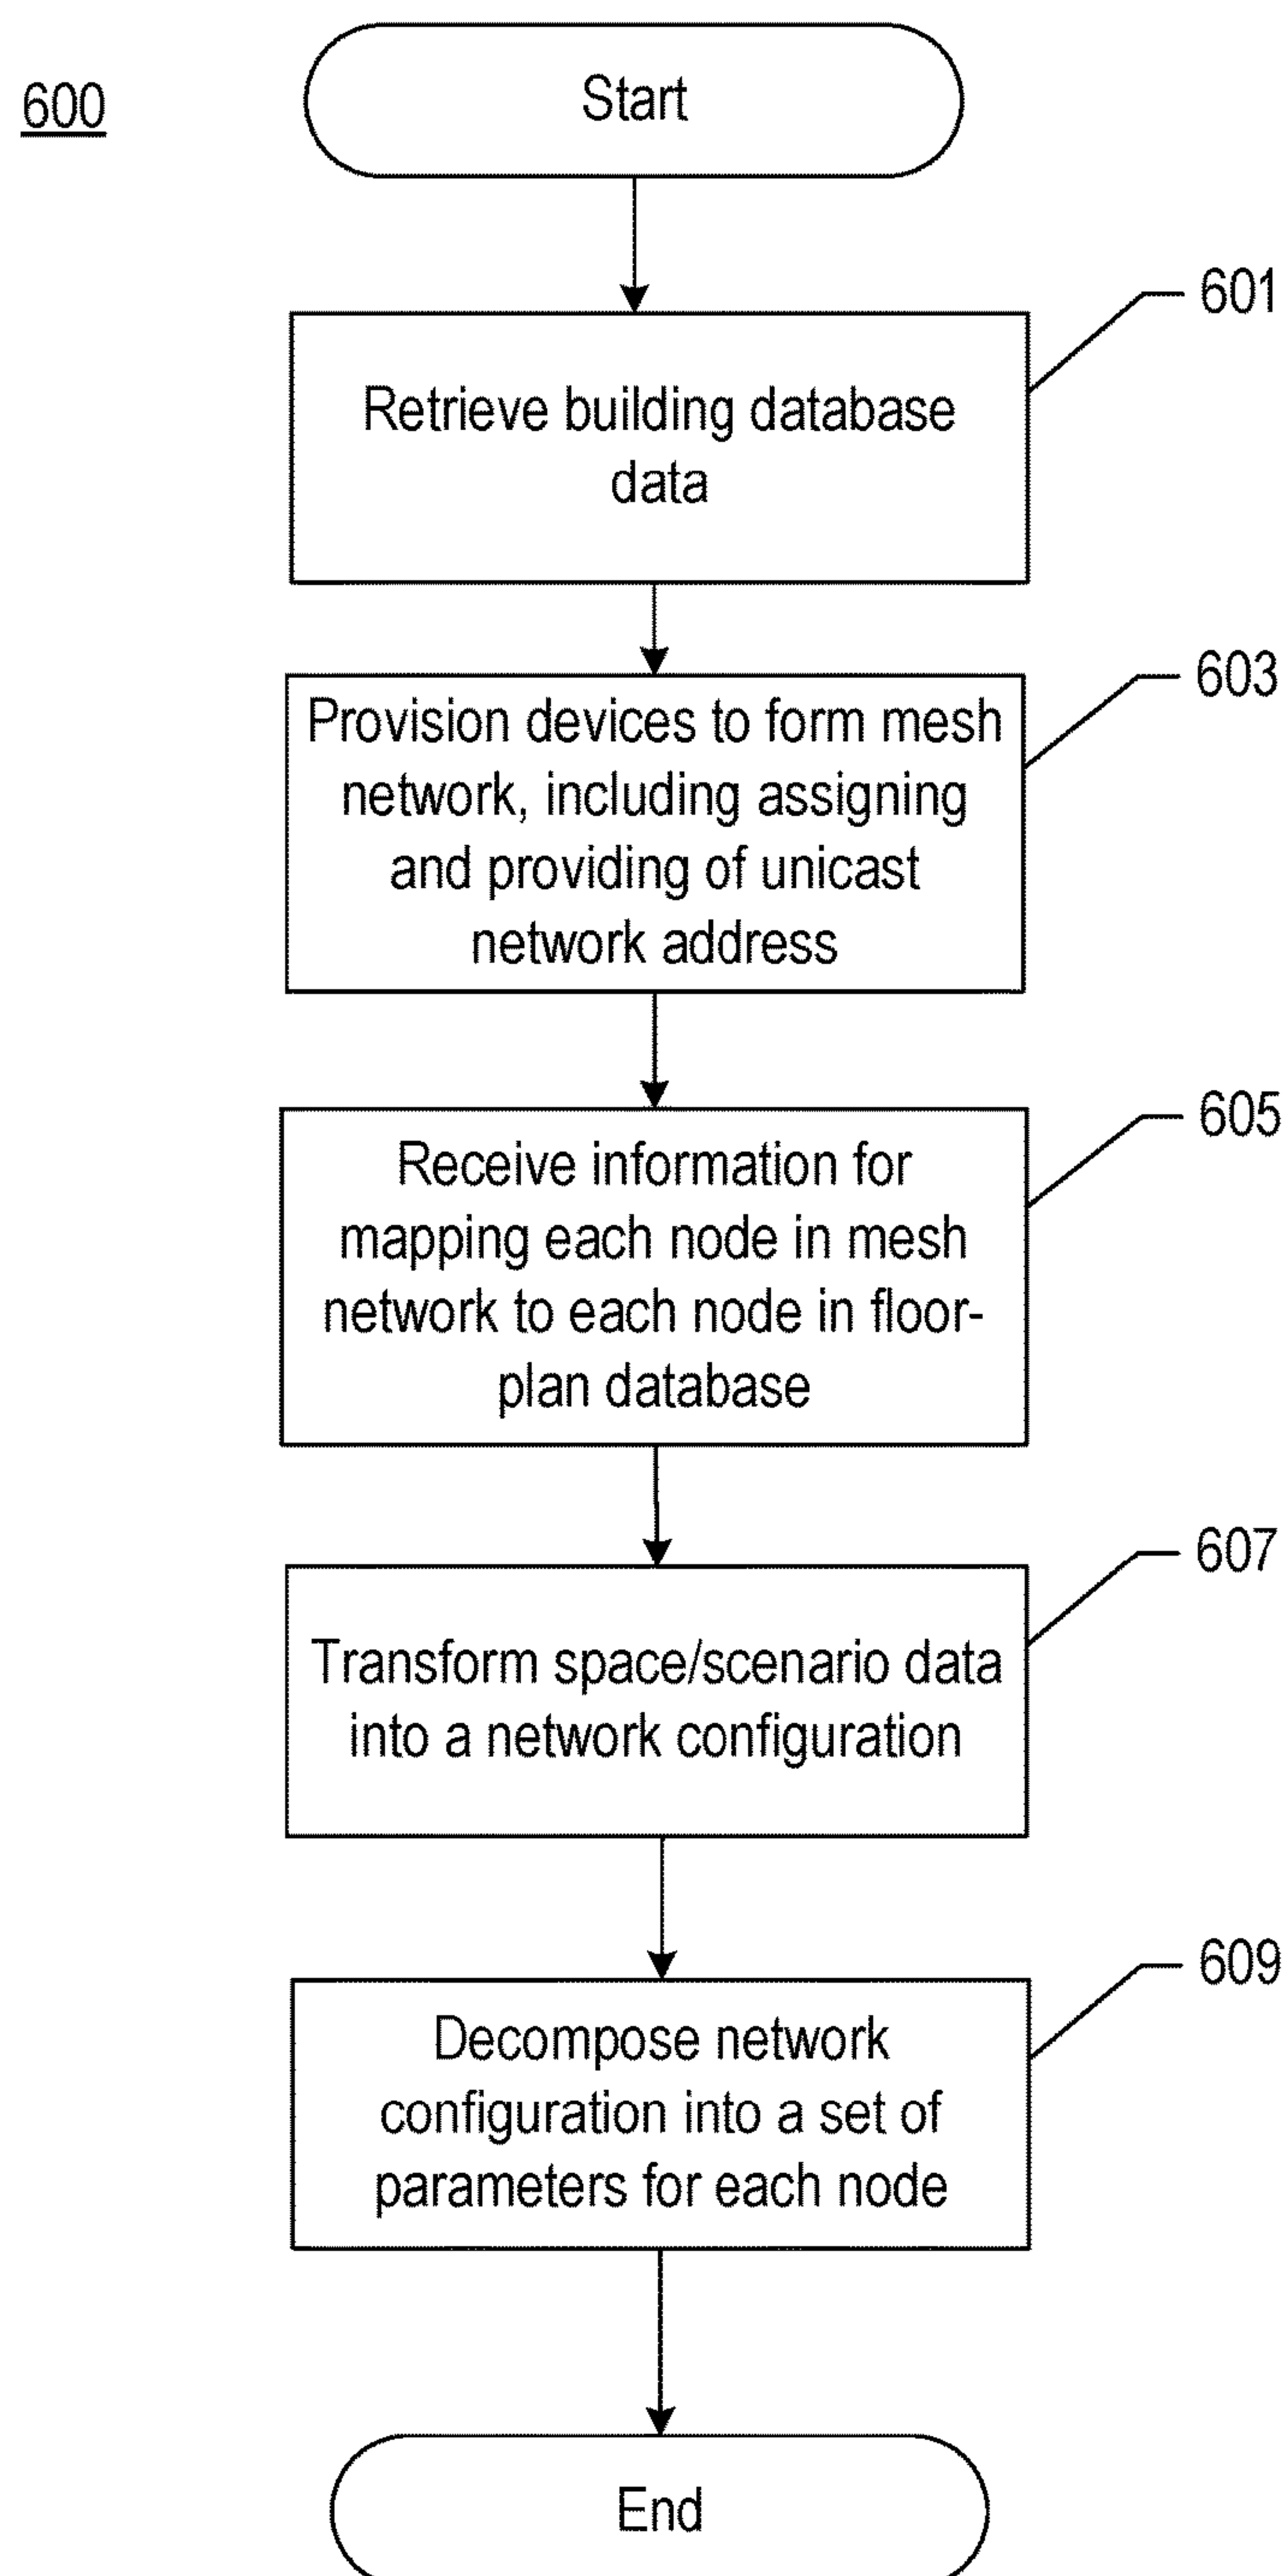 600
Start
601
Retrieve building database
data
603
Provision devices to form mesh
network, including assigning
and providing of unicast
network address
605
Receive information for
mapping each node in mesh
network to each node in floor-
plan database
607
Transform space/scenario data
into a network configuration
609
Decompose network
configuration into a set of
parameters for each node
End